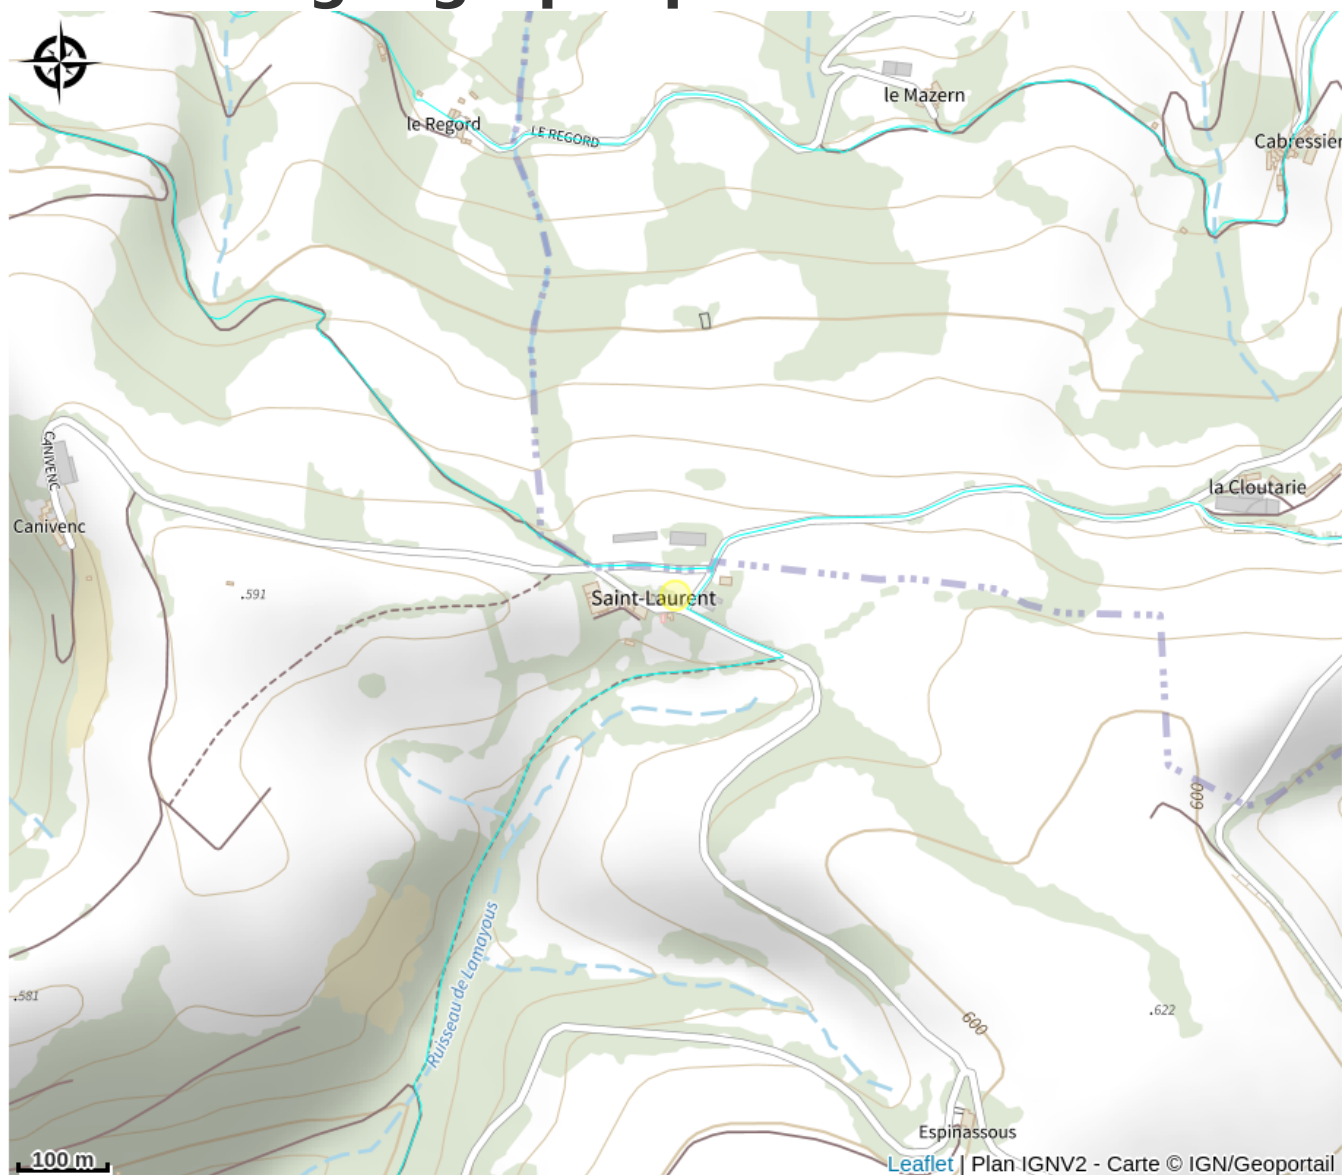 le Mazern
le Regord
LE REGORD
Cabressier
CANIVENC
la Cloutarie
Canivenc
.591
Saint-Laurent
600
Ruisseau de Lamayous
.581
.622
600
Espinassous
100 m
Leaflet | Plan IGNV2 - Carte © IGN/Geoportail